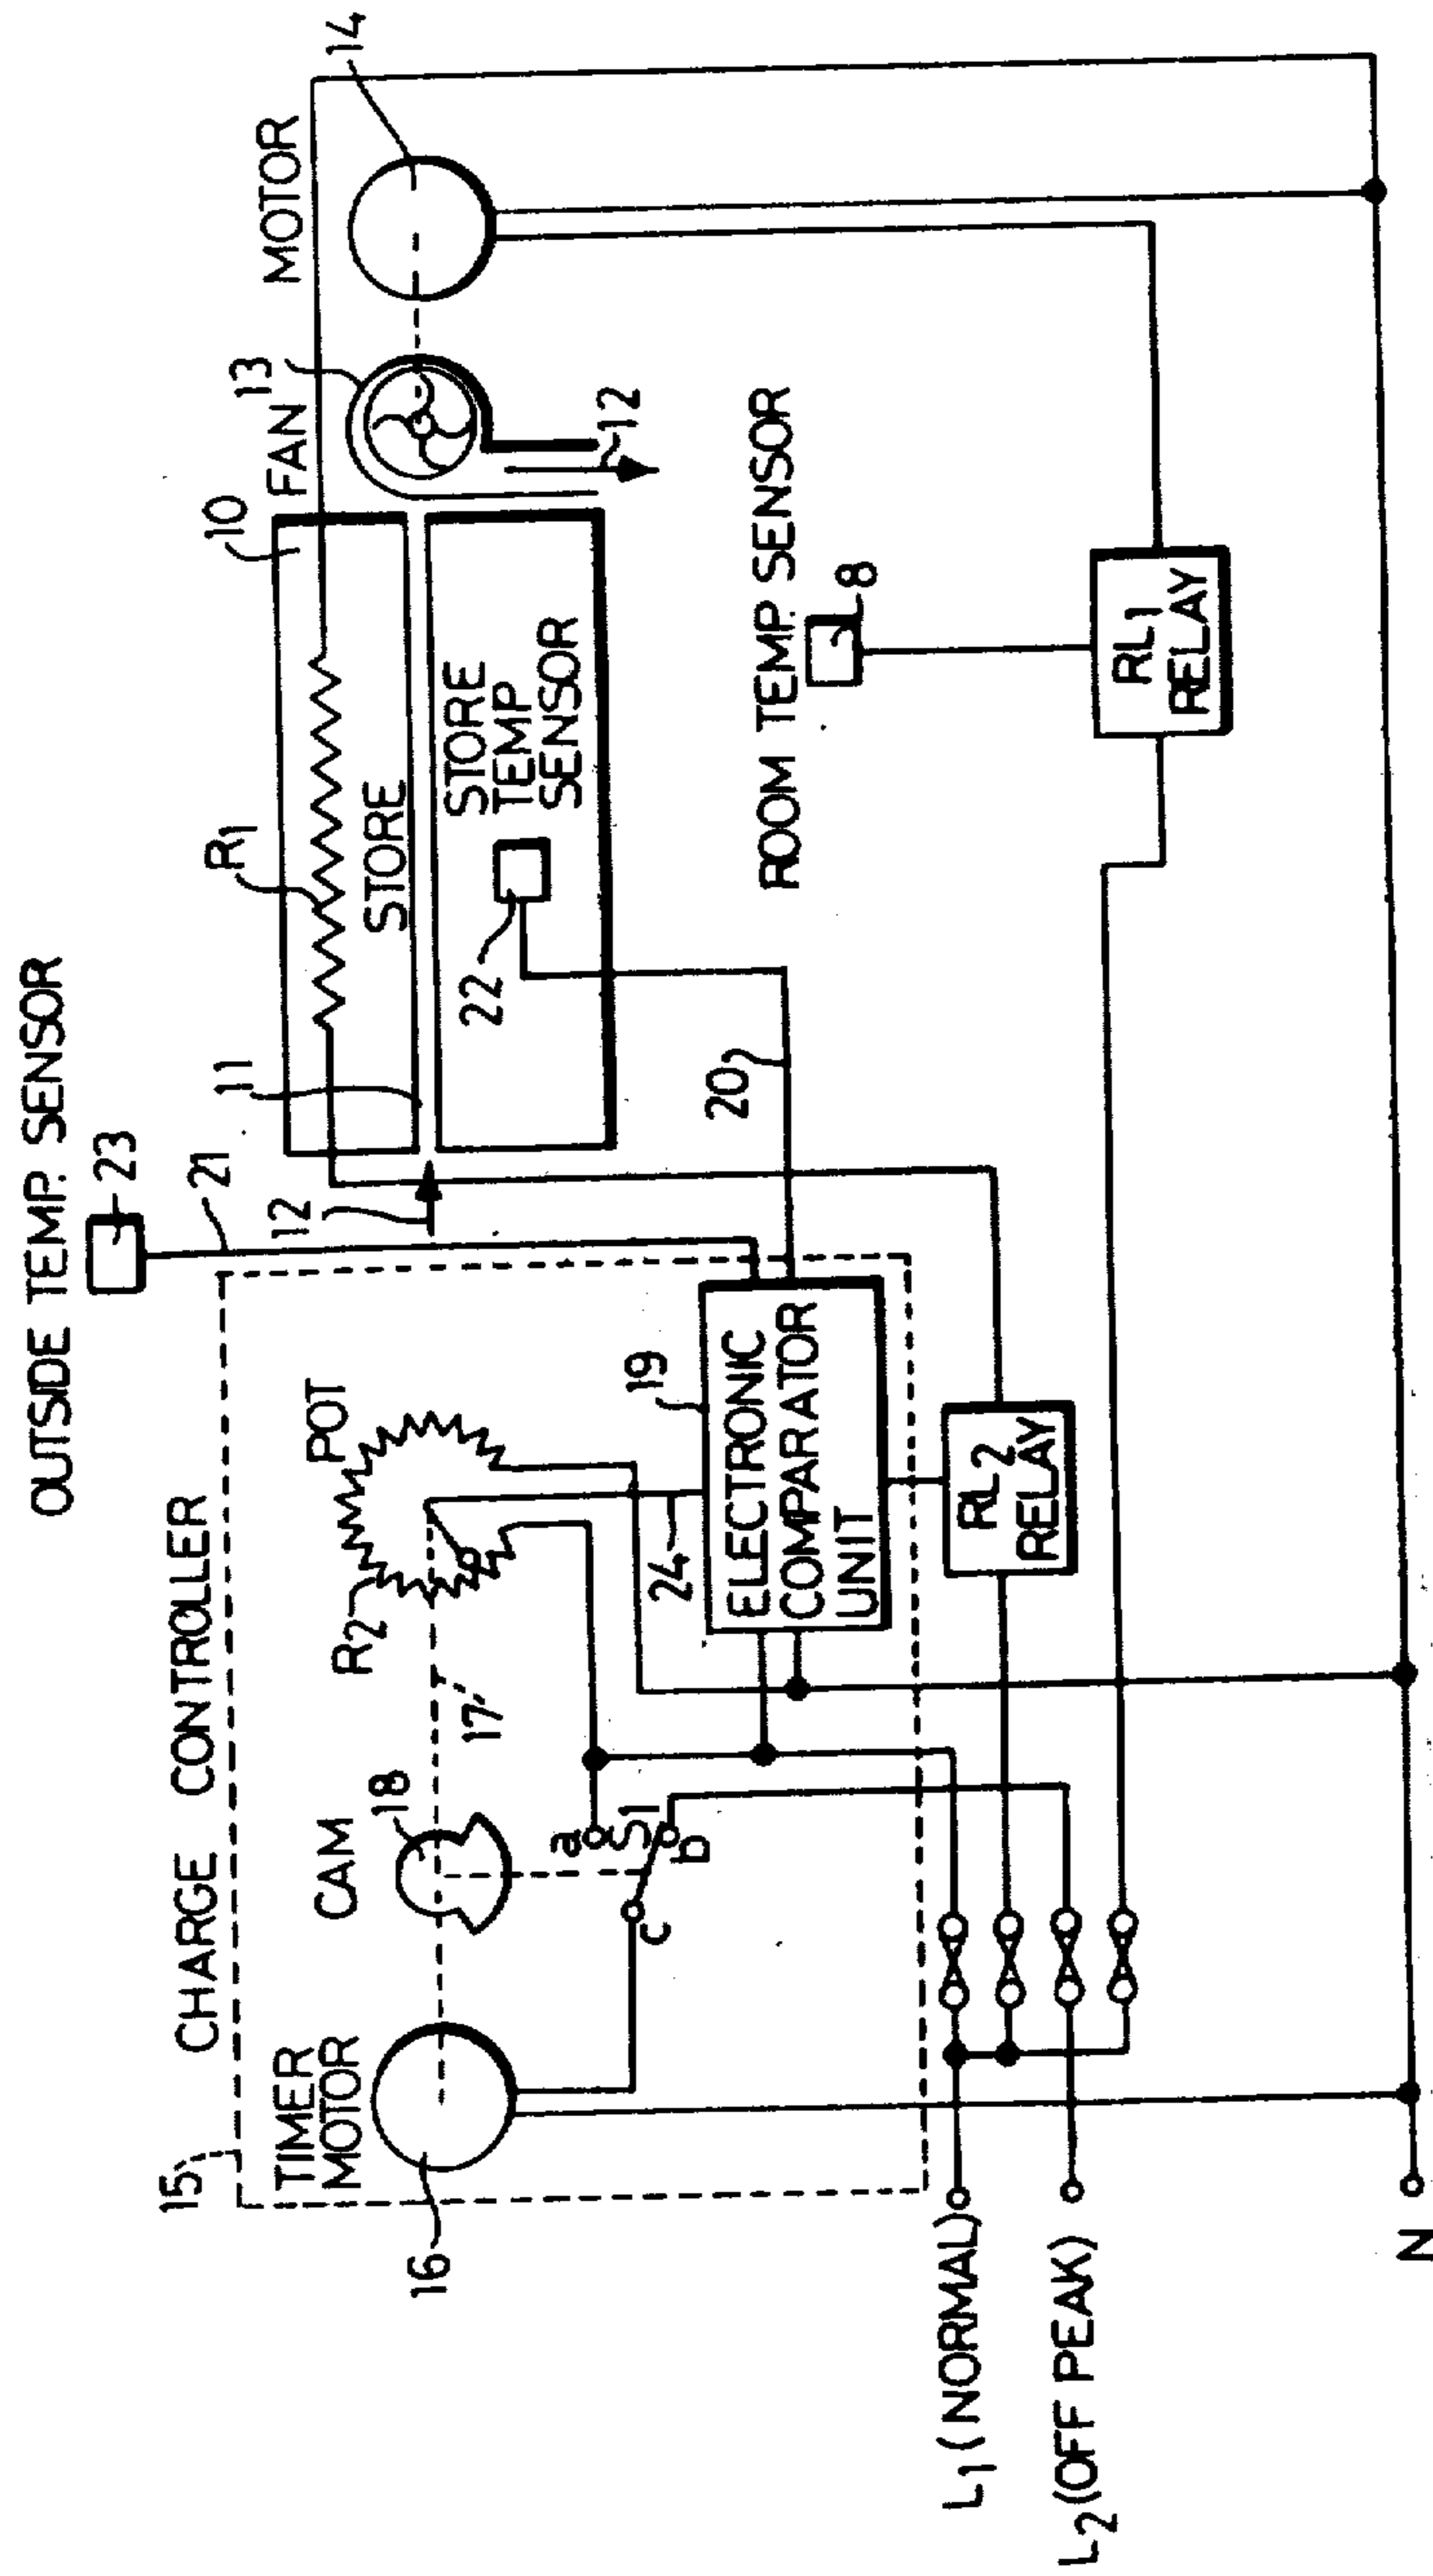 OUTSIDE TEMP. SENSOR
23
CHARGE CONTROLLER
15
21
10
11
12
R1
STORE
STORE
TEMP
SENSOR
22
FAN
13
12
MOTOR
14
TIMER
MOTOR
16
CAM
18
17
R2
POT
a
S1
b
c
24
19
ELECTRONIC
COMPARATOR
UNIT
20
ROOM TEMP. SENSOR
8
RL2
RELAY
RL1
RELAY
L1 (NORMAL)
L2 (OFF PEAK)
N